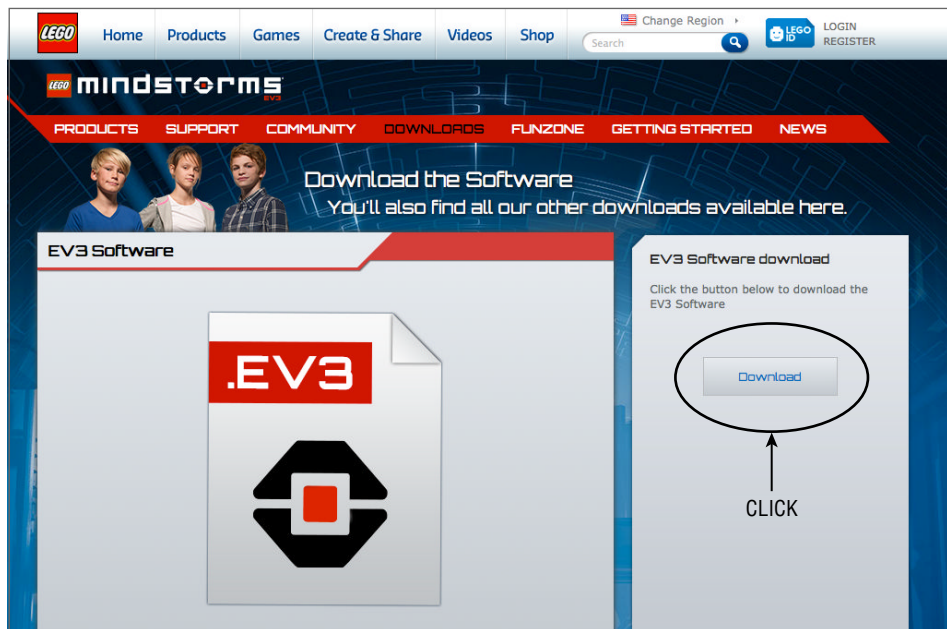 LEGO
Home Products Games Create & Share Videos Shop
Change Region
Search
LEGO ID
LOGIN
REGISTER
LEGO mindstorms
EV3
PRODUCTS SUPPORT COMMUNITY DOWNLOADS FUNZONE GETTING STARTED NEWS
Download the Software
You'll also find all our other downloads available here.
EV3 Software
.EV3
EV3 Software download
Click the button below to download the
EV3 Software
Download
CLICK